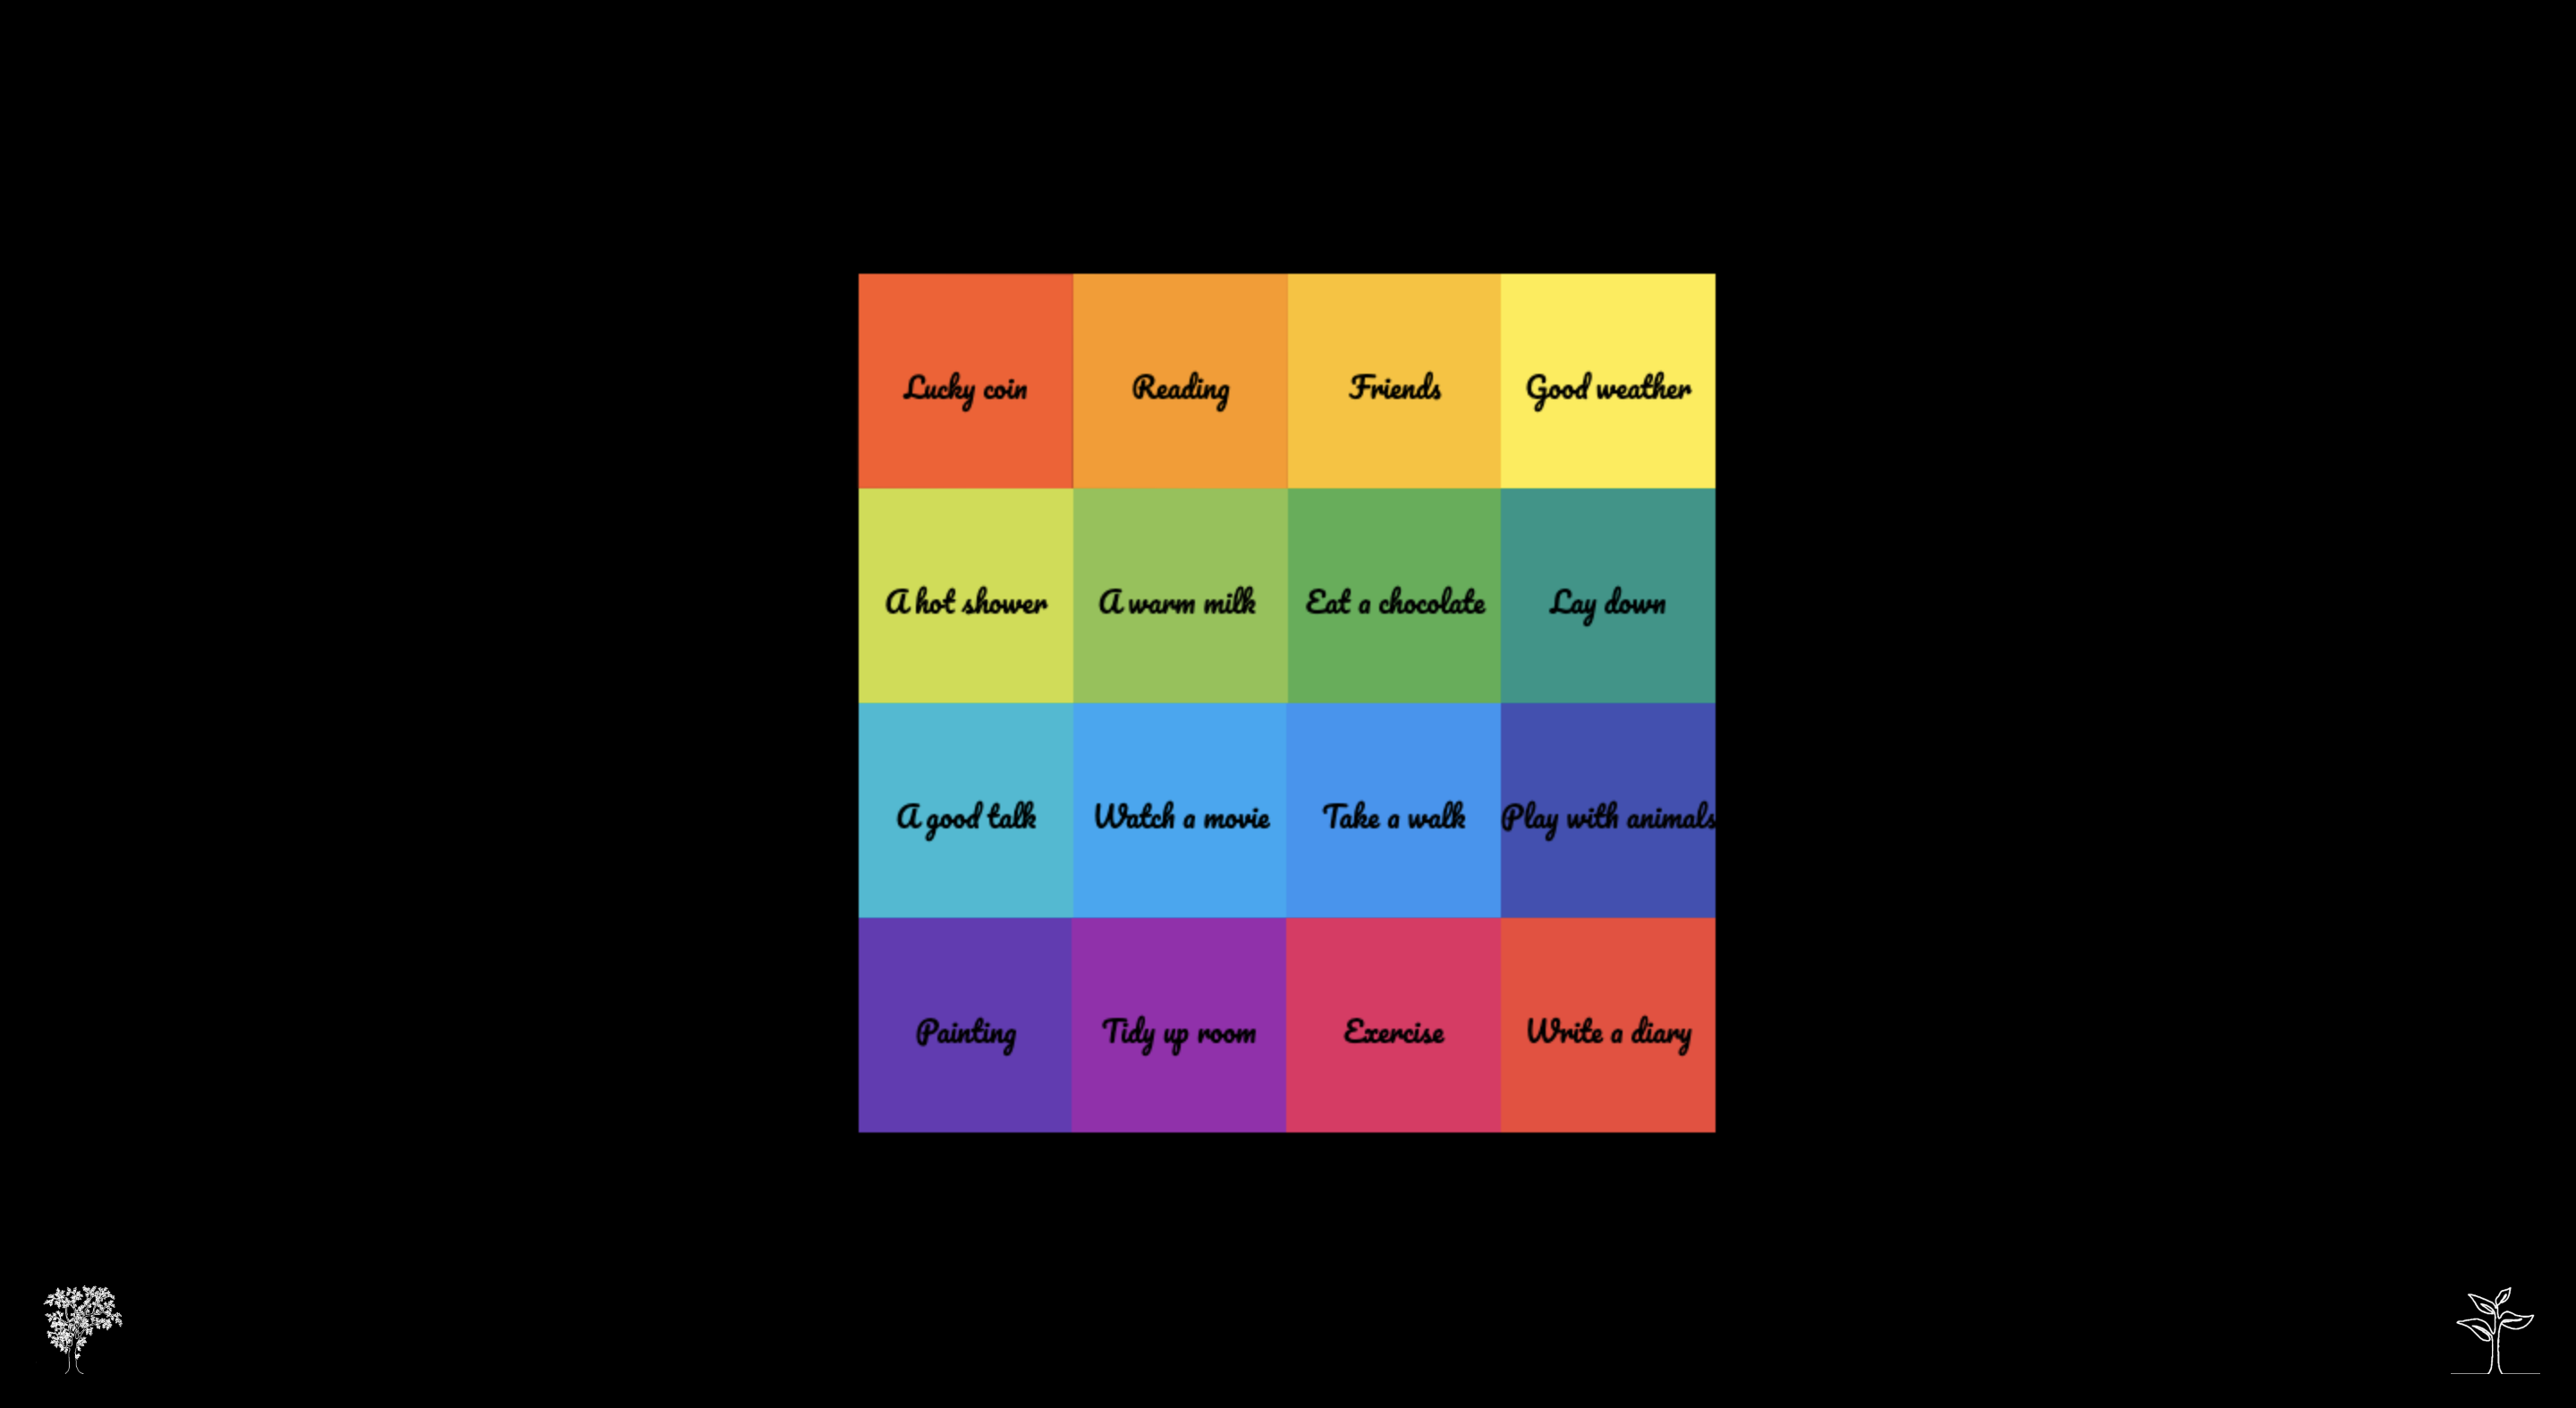 Lucky coin
Reading
Friends
Good weather
A hot shower
A warm milk
Eat a chocolate
Lay down
A good talk
Watch a movie
Take a walk
Play with animals
Painting
Tidy up room
Exercise
Write a diary